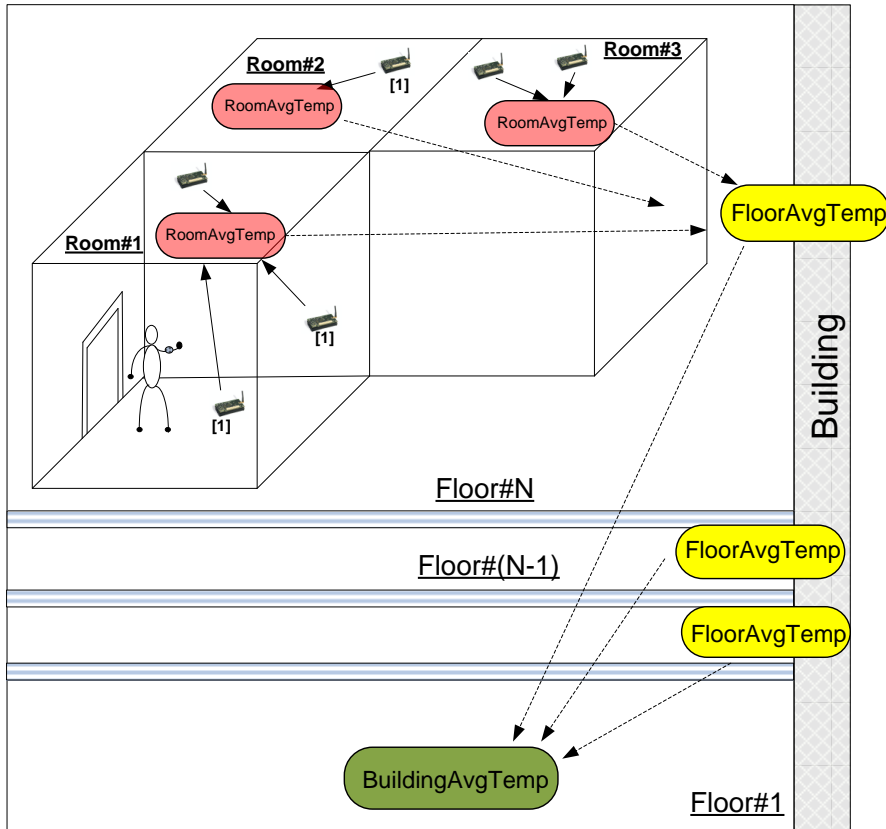 Room#2
Room#3
[1]
RoomAvgTemp
RoomAvgTemp
FloorAvgTemp
RoomAvgTemp
Room#1
[1]
[1]
Building
Floor#N
FloorAvgTemp
Floor#(N-1)
FloorAvgTemp
BuildingAvgTemp
Floor#1